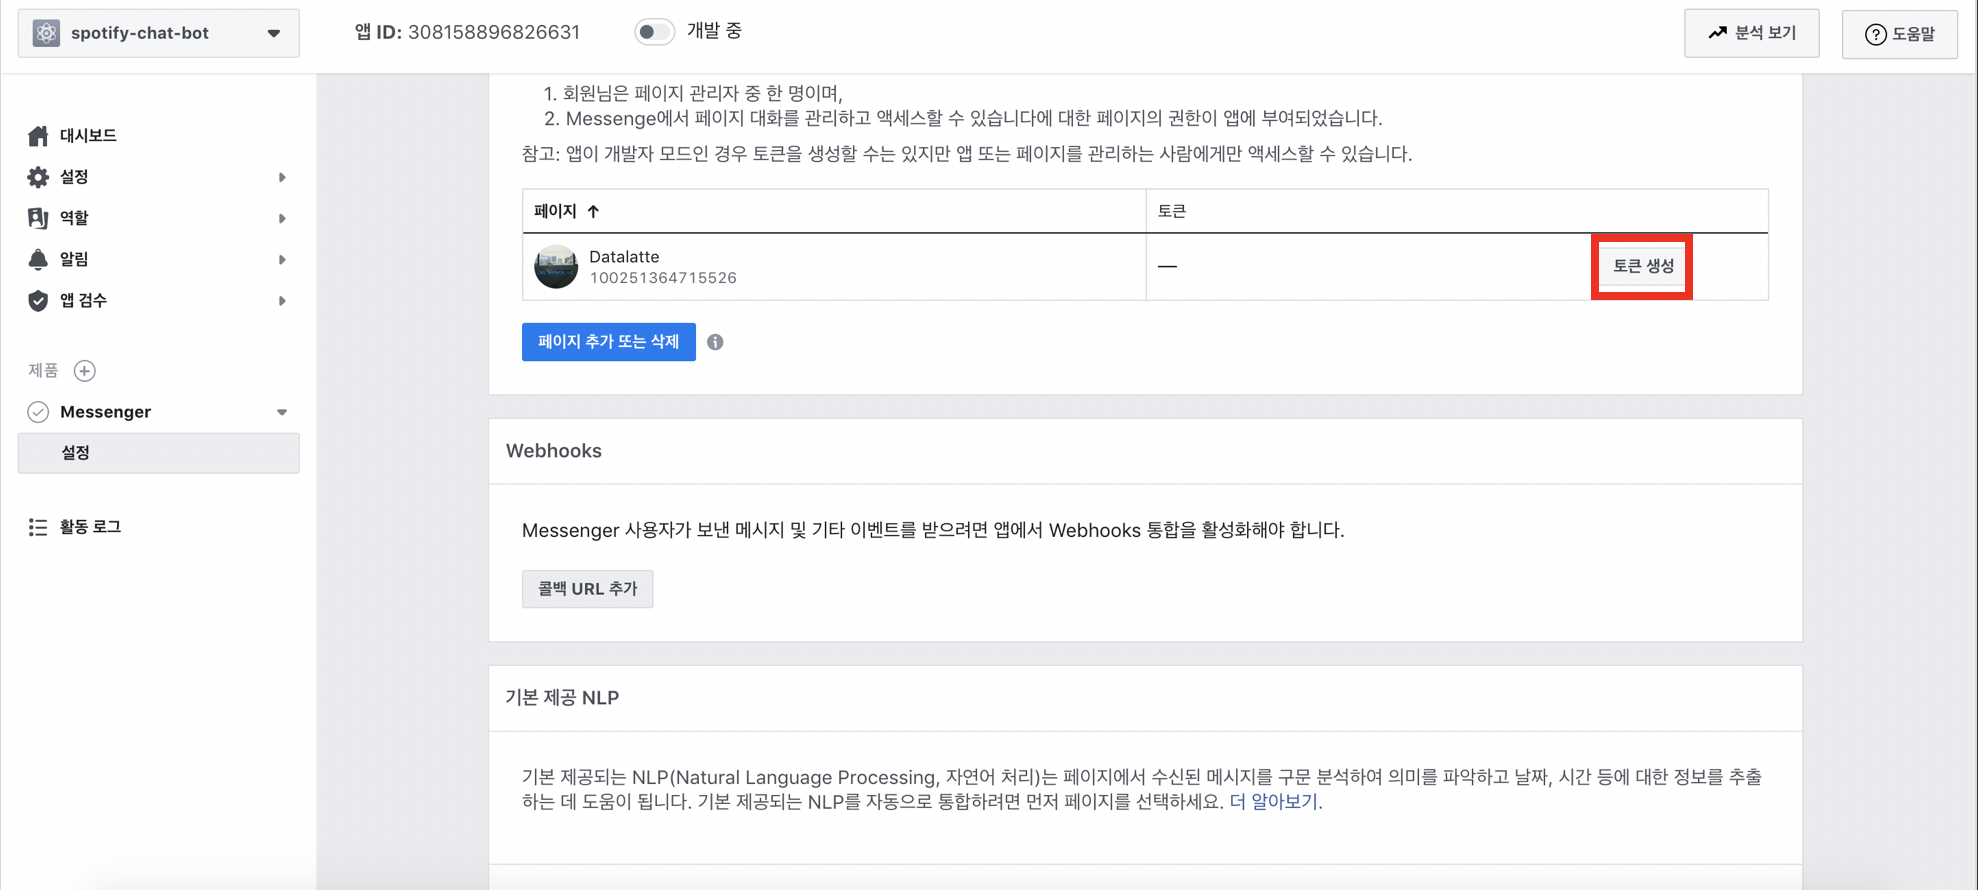 spotify-chat-bot
앱 ID: 308158896826631
개발 중
분석 보기
도움말
대시보드
설정
역할
알림
앱 검수
제품
Messenger
설정
활동 로그
1. 회원님은 페이지 관리자 중 한 명이며,
2. Messenge에서 페이지 대화를 관리하고 액세스할 수 있습니다에 대한 페이지의 권한이 앱에 부여되었습니다.
참고: 앱이 개발자 모드인 경우 토큰을 생성할 수는 있지만 앱 또는 페이지를 관리하는 사람에게만 액세스할 수 있습니다.
페이지 ↑
토큰
Datalatte
100251364715526
—
토큰 생성
페이지 추가 또는 삭제
Webhooks
Messenger 사용자가 보낸 메시지 및 기타 이벤트를 받으려면 앱에서 Webhooks 통합을 활성화해야 합니다.
콜백 URL 추가
기본 제공 NLP
기본 제공되는 NLP(Natural Language Processing, 자연어 처리)는 페이지에서 수신된 메시지를 구문 분석하여 의미를 파악하고 날짜, 시간 등에 대한 정보를 추출
하는 데 도움이 됩니다. 기본 제공되는 NLP를 자동으로 통합하려면 먼저 페이지를 선택하세요. 더 알아보기.